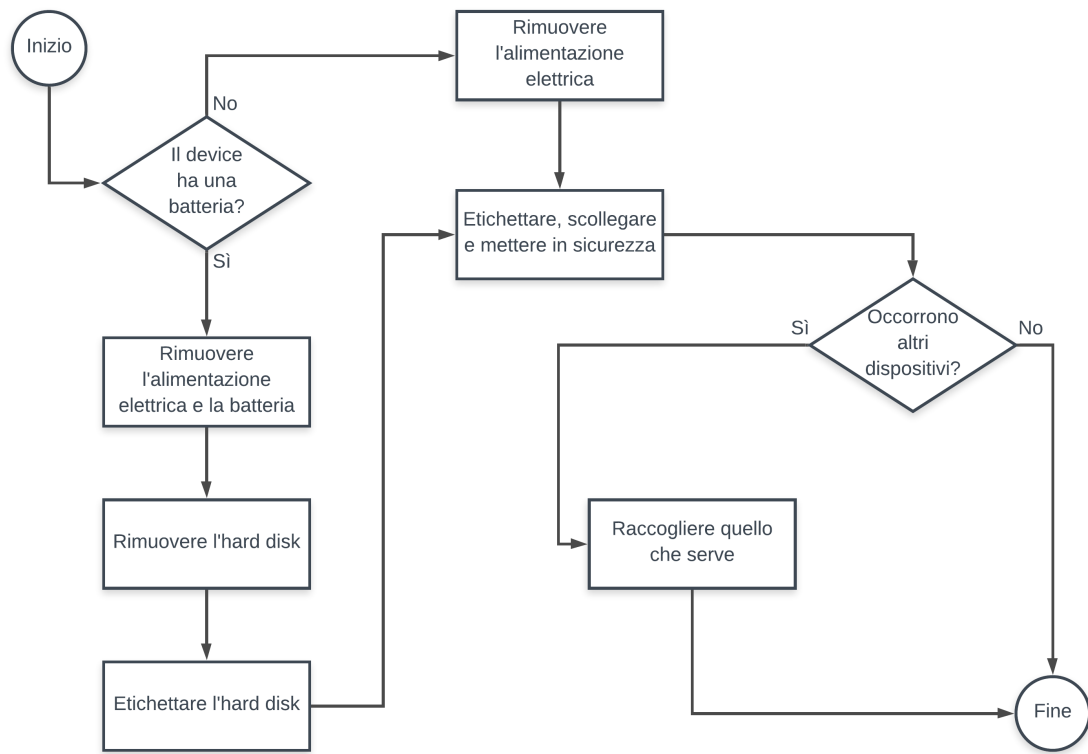 Inizio
Il device
ha una
batteria?
No
Sì
Rimuovere
l'alimentazione
elettrica
Rimuovere
l'alimentazione
elettrica e la batteria
Rimuovere l'hard disk
Etichettare l'hard disk
Etichettare, scollegare
e mettere in sicurezza
Occorrono
altri
dispositivi?
Sì
No
Raccogliere quello
che serve
Fine